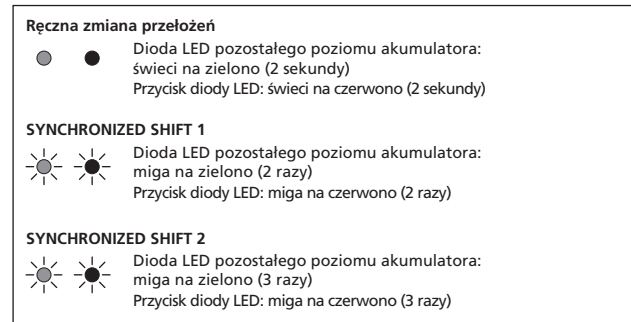 Ręczna zmiana przełożeń
Dioda LED pozostałego poziomu akumulatora:
świeci na zielono (2 sekundy)
Przycisk diody LED: świeci na czerwono (2 sekundy)
SYNCHRONIZED SHIFT 1
Dioda LED pozostałego poziomu akumulatora:
miga na zielono (2 razy)
Przycisk diody LED: miga na czerwono (2 razy)
SYNCHRONIZED SHIFT 2
Dioda LED pozostałego poziomu akumulatora:
miga na zielono (3 razy)
Przycisk diody LED: miga na czerwono (3 razy)